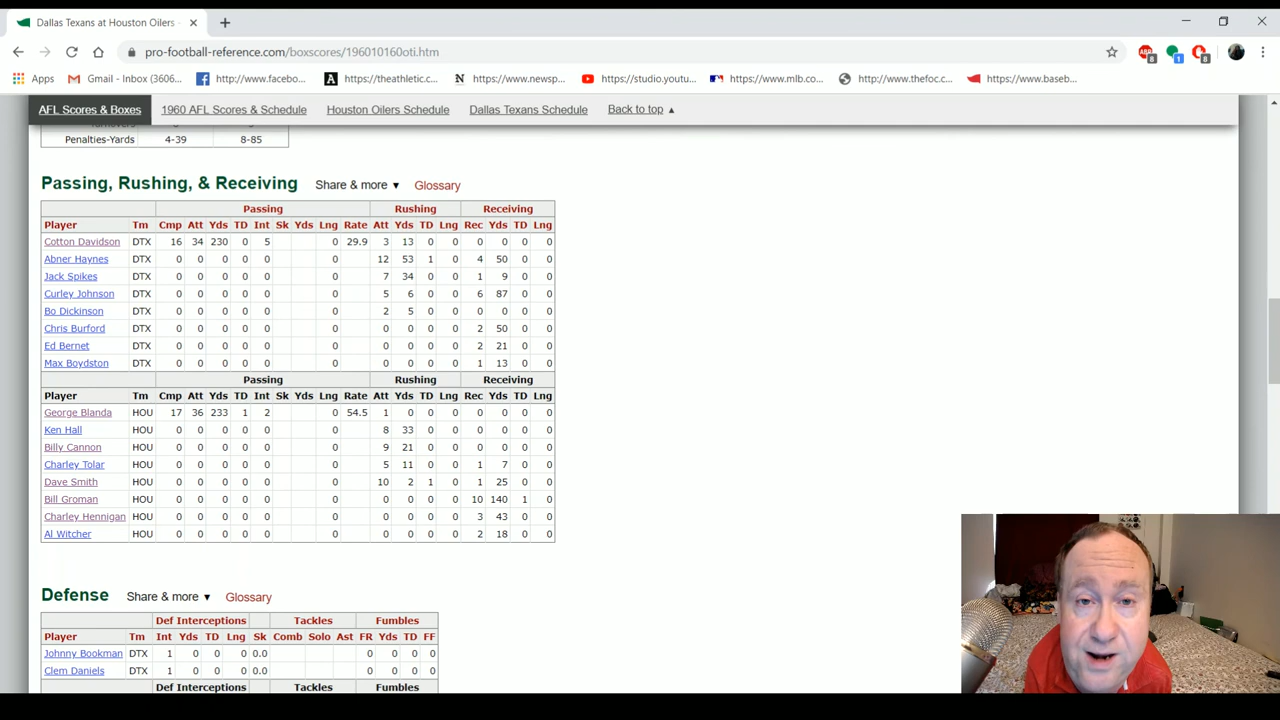 Dallas Texans at Houston Oilers -
pro-football-reference.com/boxscores/196010160oti.htm
ABP 8 1 8
Apps Gmail - Inbox (3606... http://www.facebo... https://theathletic.c... https://www.newsp... https://studio.youtu... https://www.mlb.co... http://www.thefoc.c... https://www.baseb...
AFL Scores & Boxes 1960 AFL Scores & Schedule Houston Oilers Schedule Dallas Texans Schedule Back to top ▲
Penalties-Yards 4-39 8-85
Passing, Rushing, & Receiving Share & more ▼ Glossary
Passing Rushing Receiving
Player Tm Cmp Att Yds TD Int Sk Yds Lng Rate Att Yds TD Lng Rec Yds TD Lng
Cotton Davidson DTX 16 34 230 0 5 0 29.9 3 13 0 0 0 0 0 0
Abner Haynes DTX 0 0 0 0 0 0 12 53 1 0 4 50 0 0
Jack Spikes DTX 0 0 0 0 0 0 7 34 0 0 1 9 0 0
Curley Johnson DTX 0 0 0 0 0 0 5 6 0 0 6 87 0 0
Bo Dickinson DTX 0 0 0 0 0 0 2 5 0 0 0 0 0 0
Chris Burford DTX 0 0 0 0 0 0 0 0 0 0 2 50 0 0
Ed Bernet DTX 0 0 0 0 0 0 0 0 0 0 2 21 0 0
Max Boydston DTX 0 0 0 0 0 0 0 0 0 0 1 13 0 0
Passing Rushing Receiving
Player Tm Cmp Att Yds TD Int Sk Yds Lng Rate Att Yds TD Lng Rec Yds TD Lng
George Blanda HOU 17 36 233 1 2 0 54.5 1 0 0 0 0 0 0 0
Ken Hall HOU 0 0 0 0 0 0 8 33 0 0 0 0 0 0
Billy Cannon HOU 0 0 0 0 0 0 9 21 0 0 0 0 0 0
Charley Tolar HOU 0 0 0 0 0 0 5 11 0 0 1 7 0 0
Dave Smith HOU 0 0 0 0 0 0 10 2 1 0 1 25 0 0
Bill Groman HOU 0 0 0 0 0 0 0 0 0 0 10 140 1 0
Charley Hennigan HOU 0 0 0 0 0 0 0 0 0 0 3 43 0 0
Al Witcher HOU 0 0 0 0 0 0 0 0 0 0 2 18 0 0
Defense Share & more ▼ Glossary
Def Interceptions Tackles Fumbles
Player Tm Int Yds TD Lng Sk Comb Solo Ast FR Yds TD FF
Johnny Bookman DTX 1 0 0 0 0.0 0 0 0 0
Clem Daniels DTX 1 0 0 0 0.0 0 0 0 0
Def Interceptions Tackles Fumbles